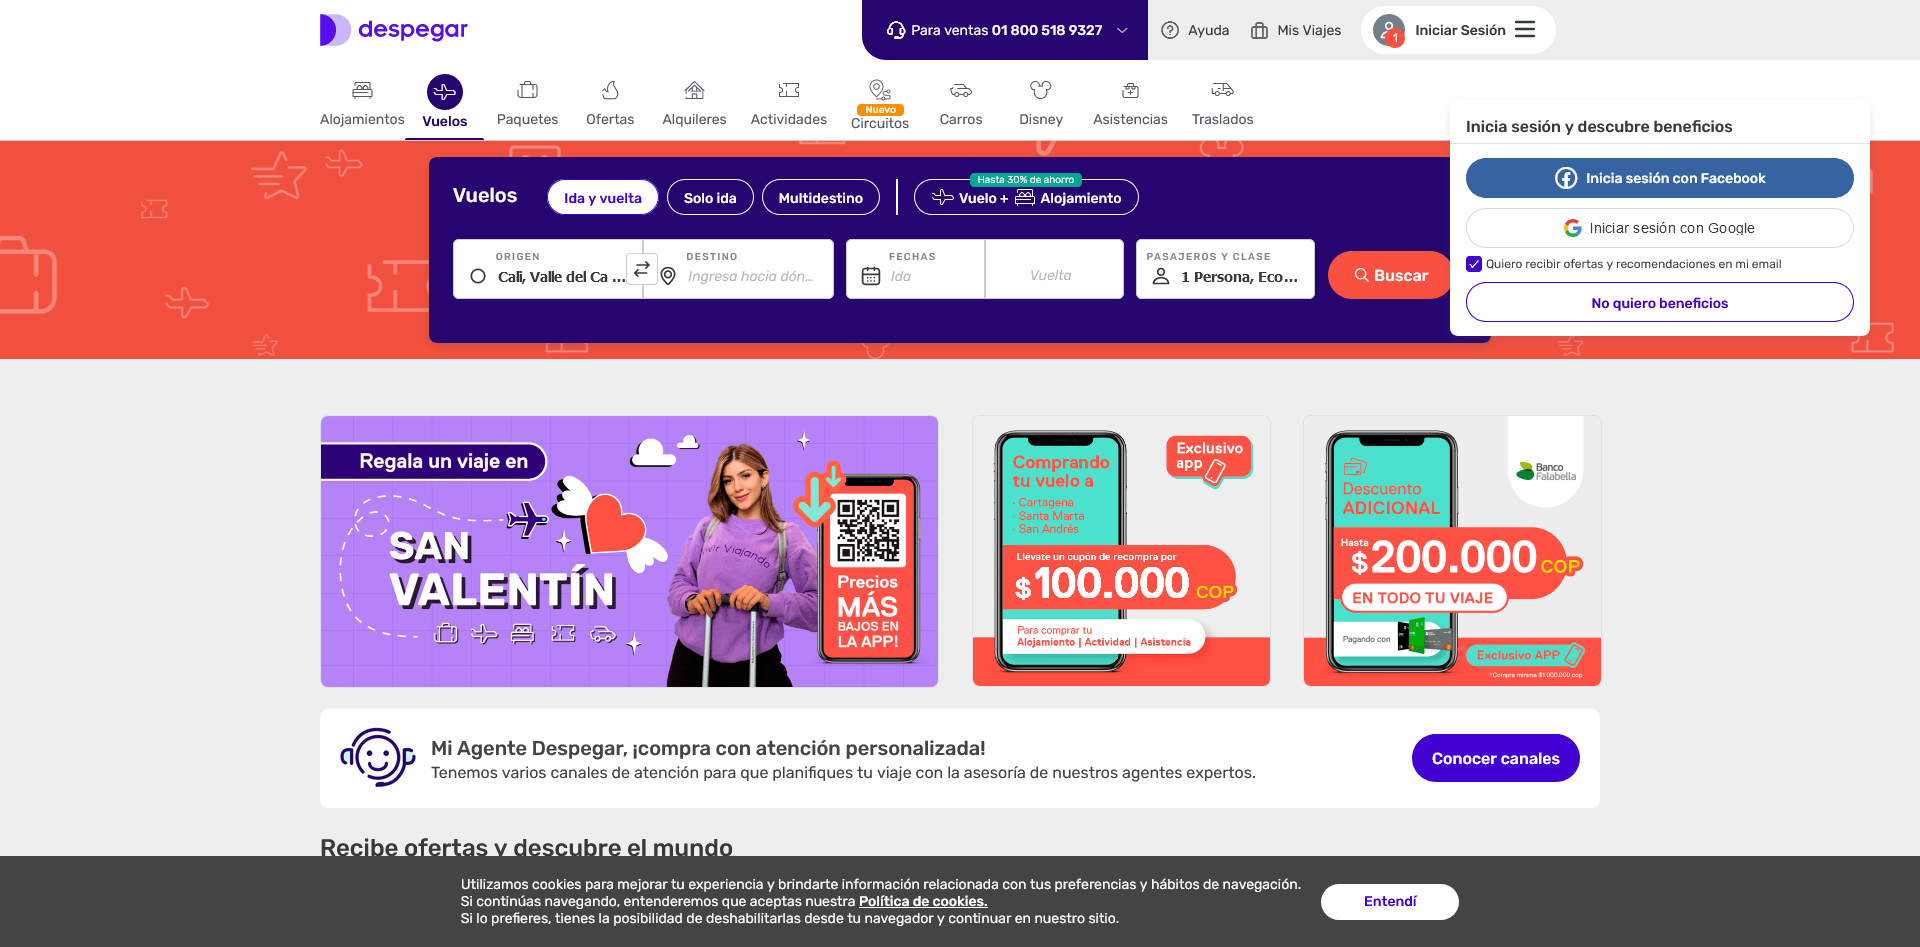 despegar
Para ventas 01 800 518 9327
Ayuda
Mis Viajes
1
Iniciar Sesión
Alojamientos
Vuelos
Paquetes
Ofertas
Alquileres
Actividades
Nuevo
Circuitos
Carros
Disney
Asistencias
Traslados
Inicia sesión y descubre beneficios
Inicia sesión con Facebook
Iniciar sesión con Google
Quiero recibir ofertas y recomendaciones en mi email
No quiero beneficios
Vuelos
Ida y vuelta
Solo ida
Multidestino
Hasta 30% de ahorro
Vuelo + Alojamiento
ORIGEN
Cali, Valle del Ca ...
DESTINO
Ingresa hacia dón...
FECHAS
Ida
Vuelta
PASAJEROS Y CLASE
1 Persona, Eco...
Buscar
Regala un viaje en
SAN
VALENTÍN
Vivir Viajando
Precios
MÁS
BAJOS EN
LA APP!
Comprando
tu vuelo a
· Cartagena
· Santa Marta
· San Andrés
Exclusivo
app
Llévate un cupón de recompra por
$100.000 COP
Para comprar tu
Alojamiento | Actividad | Asistencia
Banco
Falabella
Descuento
ADICIONAL
Hasta
$200.000 COP
EN TODO TU VIAJE
Pagando con
Exclusivo APP
*Compra mínima $1.000.000 cop
Mi Agente Despegar, ¡compra con atención personalizada!
Tenemos varios canales de atención para que planifiques tu viaje con la asesoría de nuestros agentes expertos.
Conocer canales
Recibe ofertas y descubre el mundo
Utilizamos cookies para mejorar tu experiencia y brindarte información relacionada con tus preferencias y hábitos de navegación.
Si continúas navegando, entenderemos que aceptas nuestra Política de cookies.
Si lo prefieres, tienes la posibilidad de deshabilitarlas desde tu navegador y continuar en nuestro sitio.
Entendí